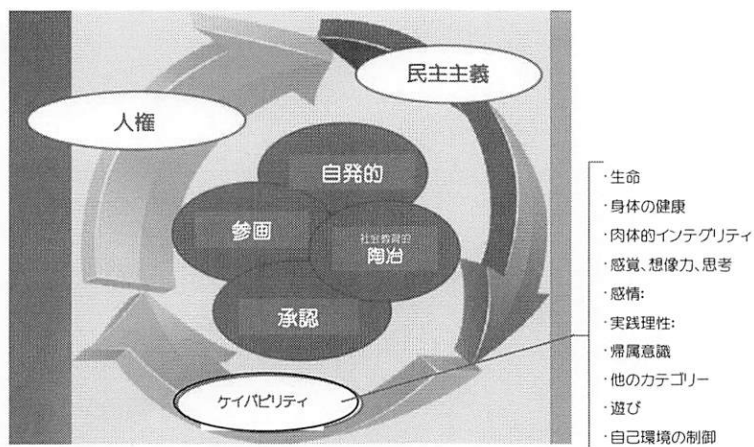 民主主義
人権
自発的
参画
社会教育的
陶冶
承認
ケイパビリティ
・生命
・身体の健康
・肉体的インテグリティ
・感覚、想像力、思考
・感情:
・実践理性:
・帰属意識
・他のカテゴリー
・遊び
・自己環境の制御